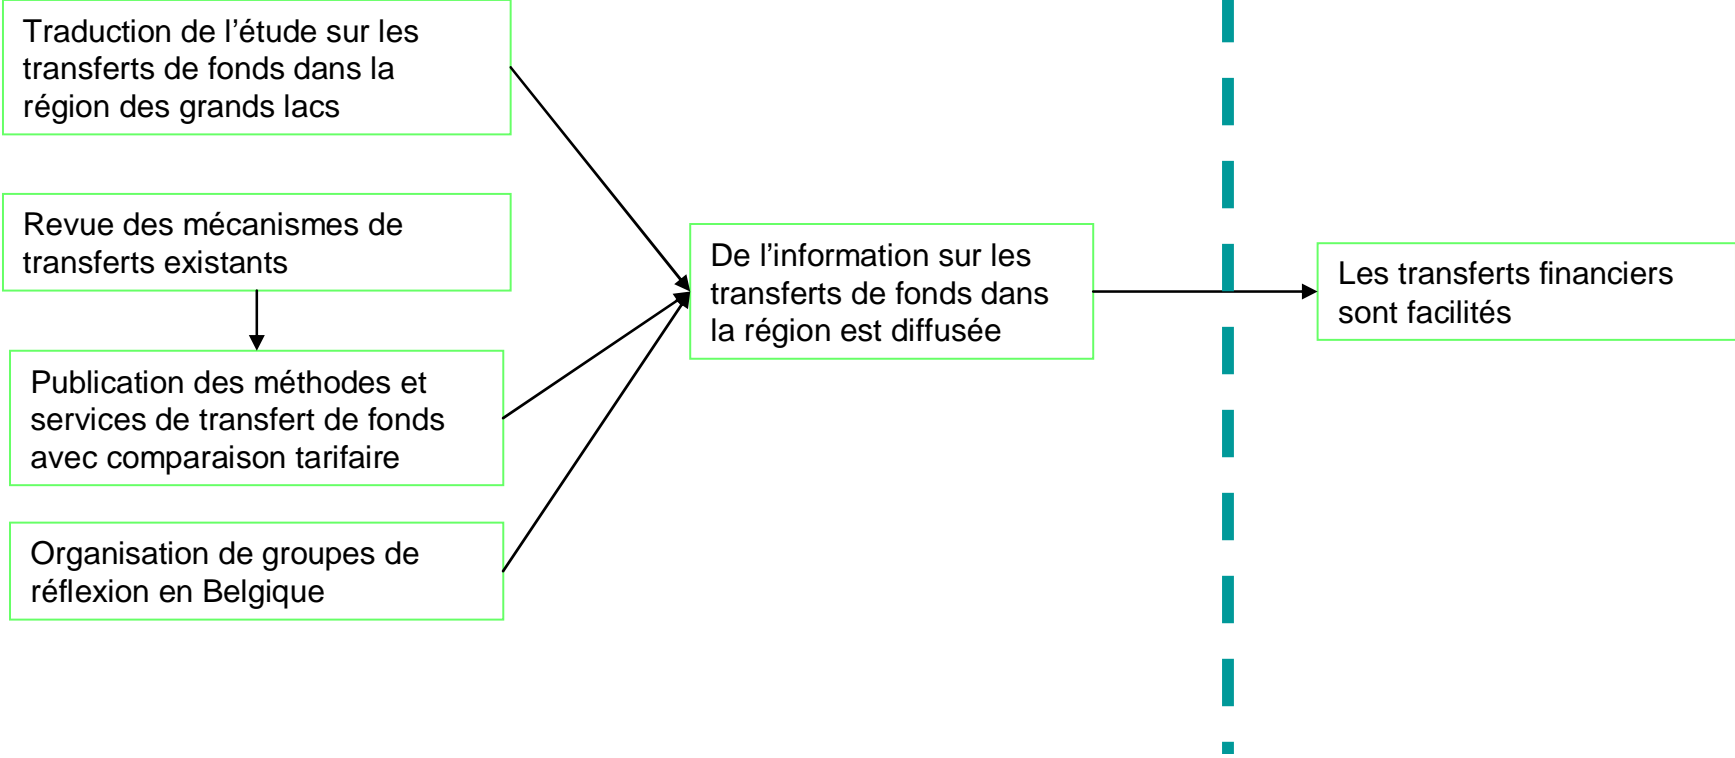 Traduction de l’étude sur les
transferts de fonds dans la
région des grands lacs
Revue des mécanismes de
transferts existants
Publication des méthodes et
services de transfert de fonds
avec comparaison tarifaire
Organisation de groupes de
réflexion en Belgique
De l’information sur les
transferts de fonds dans
la région est diffusée
Les transferts financiers
sont facilités